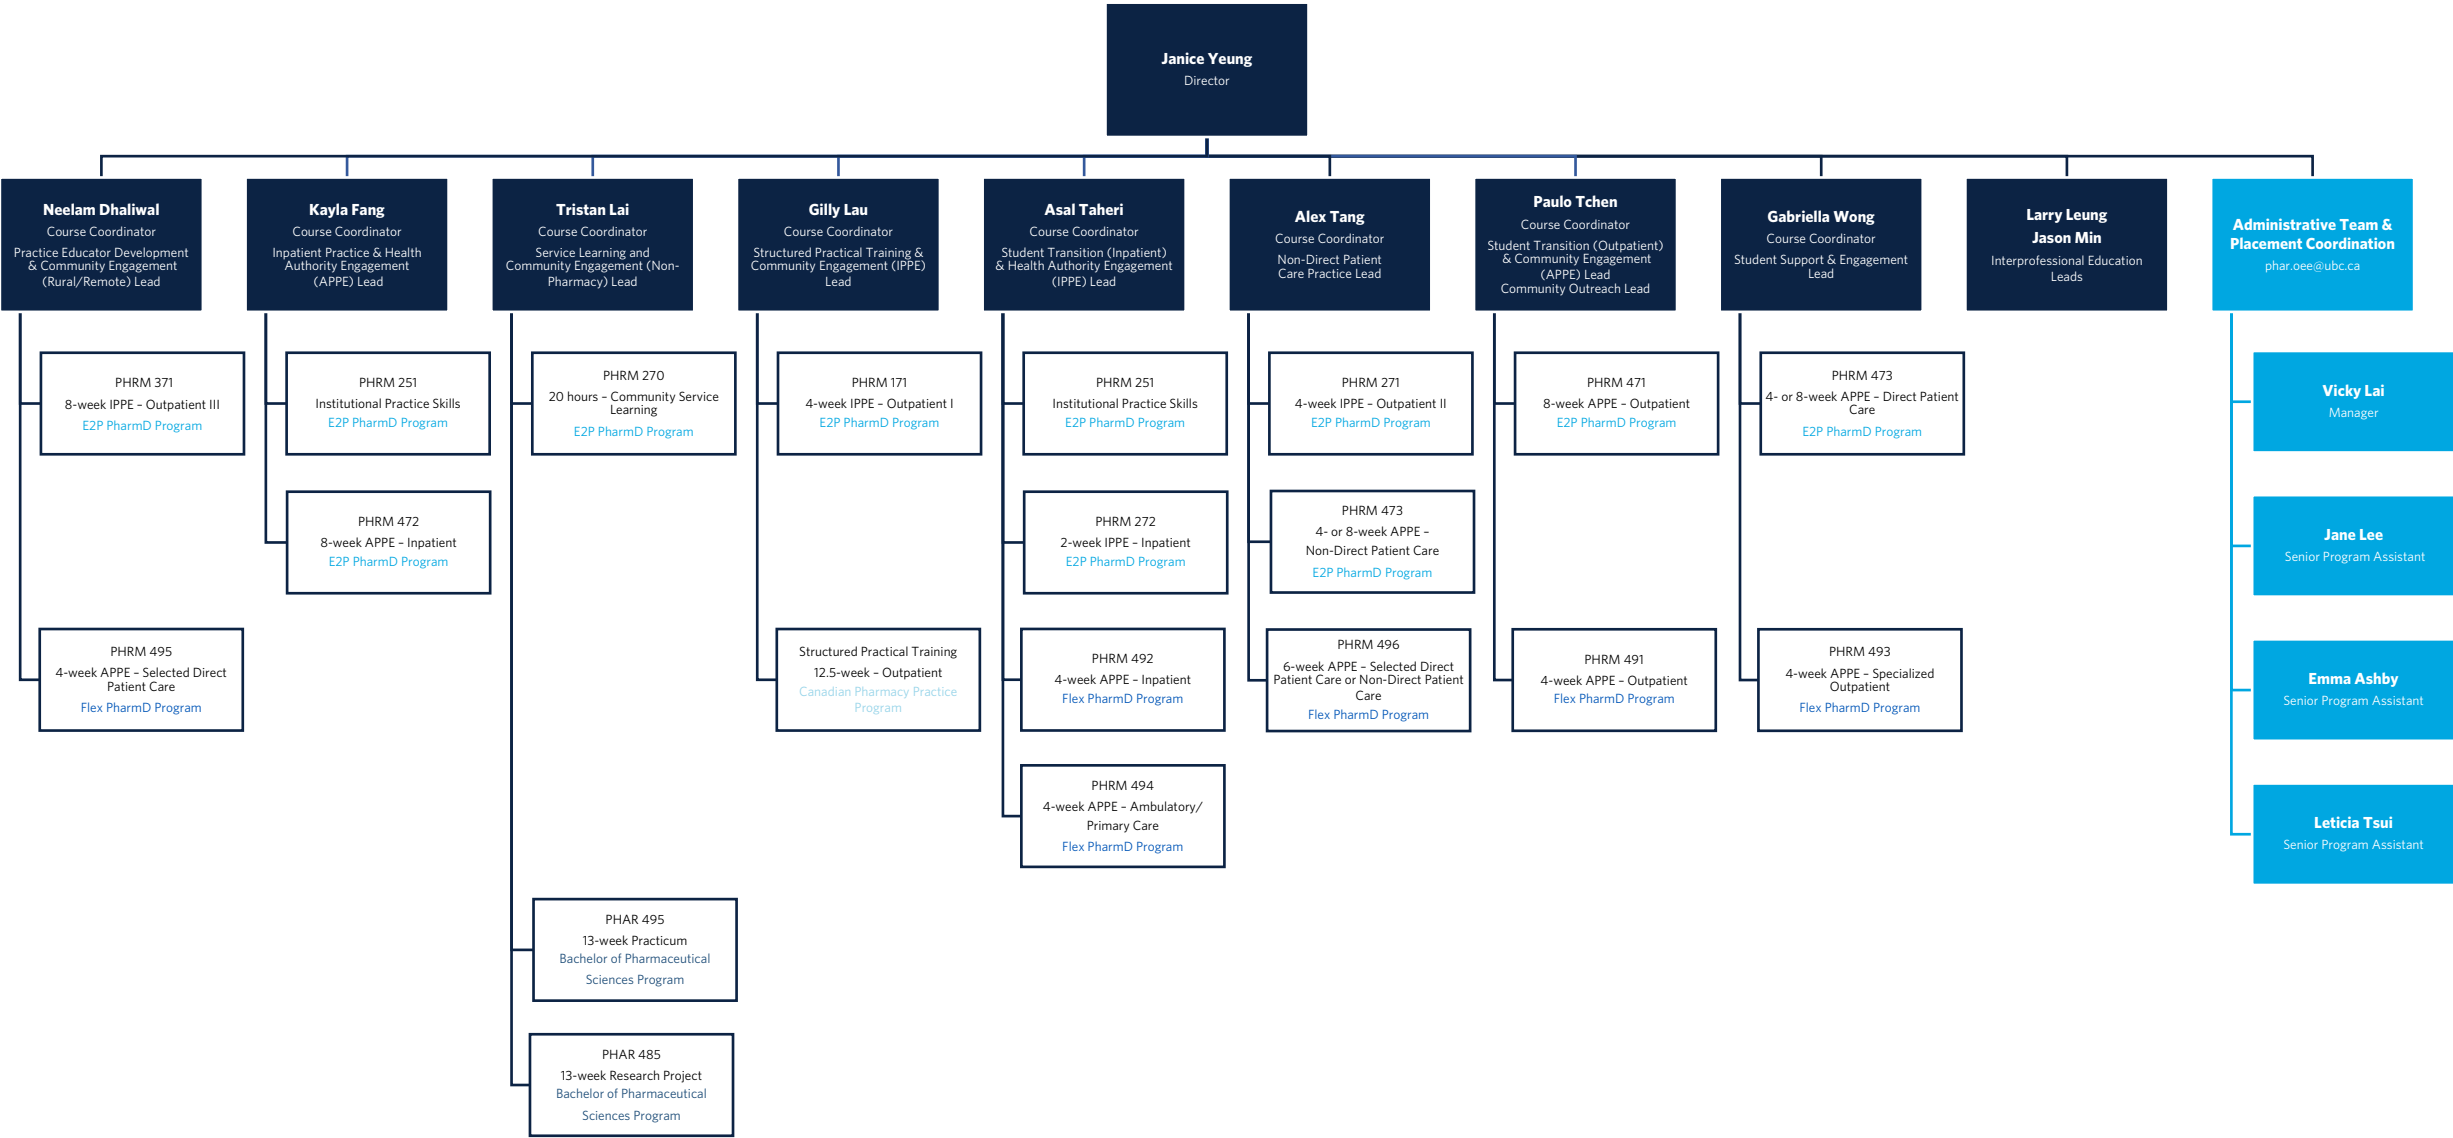 Janice Yeung
Director
Neelam Dhaliwal
Course Coordinator
Practice Educator Development
& Community Engagement
(Rural/Remote) Lead
Kayla Fang
Course Coordinator
Inpatient Practice & Health
Authority Engagement
(APPE) Lead
Tristan Lai
Course Coordinator
Service Learning and
Community Engagement (Non-
Pharmacy) Lead
Gilly Lau
Course Coordinator
Structured Practical Training &
Community Engagement (IPPE)
Lead
Asal Taheri
Course Coordinator
Student Transition (Inpatient)
& Health Authority Engagement
(IPPE) Lead
Alex Tang
Course Coordinator
Non-Direct Patient
Care Practice Lead
Paulo Tchen
Course Coordinator
Student Transition (Outpatient)
& Community Engagement
(APPE) Lead
Community Outreach Lead
Gabriella Wong
Course Coordinator
Student Support & Engagement
Lead
Larry Leung
Jason Min
Interprofessional Education
Leads
Administrative Team &
Placement Coordination
phar.oee@ubc.ca
PHRM 371
8-week IPPE – Outpatient III
E2P PharmD Program
PHRM 251
Institutional Practice Skills
E2P PharmD Program
PHRM 270
20 hours – Community Service
Learning
E2P PharmD Program
PHRM 171
4-week IPPE – Outpatient I
E2P PharmD Program
PHRM 251
Institutional Practice Skills
E2P PharmD Program
PHRM 271
4-week IPPE – Outpatient II
E2P PharmD Program
PHRM 471
8-week APPE – Outpatient
E2P PharmD Program
PHRM 473
4- or 8-week APPE – Direct Patient
Care
E2P PharmD Program
Vicky Lai
Manager
PHRM 472
8-week APPE – Inpatient
E2P PharmD Program
PHRM 272
2-week IPPE – Inpatient
E2P PharmD Program
PHRM 473
4- or 8-week APPE –
Non-Direct Patient Care
E2P PharmD Program
Jane Lee
Senior Program Assistant
PHRM 495
4-week APPE – Selected Direct
Patient Care
Flex PharmD Program
Structured Practical Training
12.5-week – Outpatient
Canadian Pharmacy Practice
Program
PHRM 492
4-week APPE – Inpatient
Flex PharmD Program
PHRM 496
6-week APPE – Selected Direct
Patient Care or Non-Direct Patient
Care
Flex PharmD Program
PHRM 491
4-week APPE – Outpatient
Flex PharmD Program
PHRM 493
4-week APPE – Specialized
Outpatient
Flex PharmD Program
Emma Ashby
Senior Program Assistant
PHRM 494
4-week APPE – Ambulatory/
Primary Care
Flex PharmD Program
Leticia Tsui
Senior Program Assistant
PHAR 495
13-week Practicum
Bachelor of Pharmaceutical
Sciences Program
PHAR 485
13-week Research Project
Bachelor of Pharmaceutical
Sciences Program